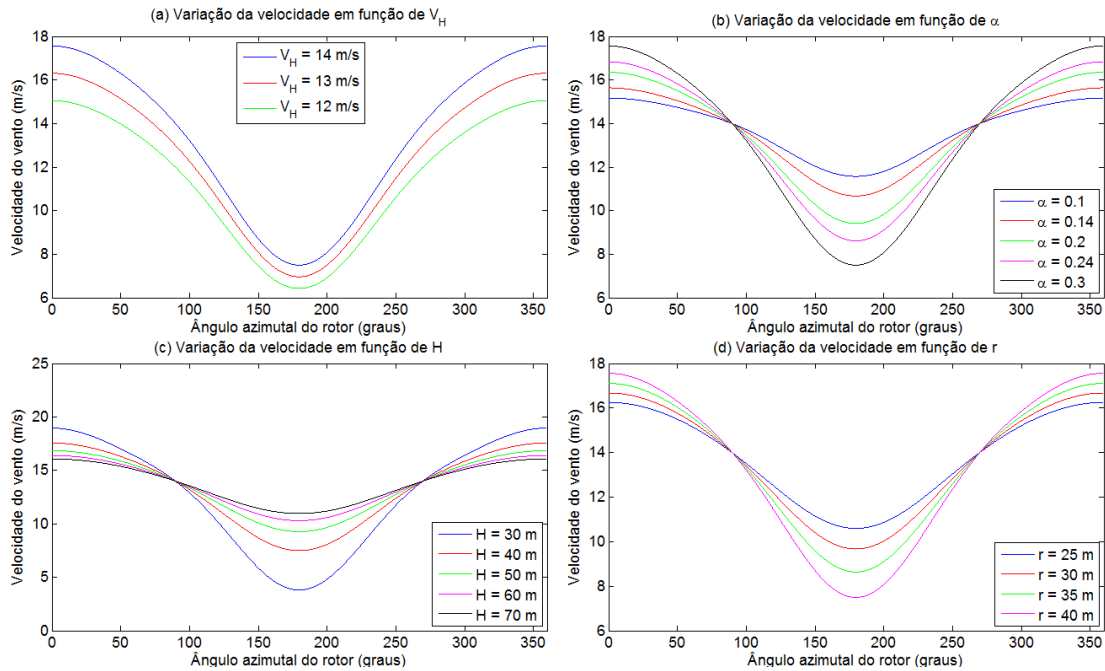 (a) Variação da velocidade em função de V_H
Velocidade do vento (m/s)
18
16
14
12
10
8
6
V_H = 14 m/s
V_H = 13 m/s
V_H = 12 m/s
0 50 100 150 200 250 300 350
Ângulo azimutal do rotor (graus)
(b) Variação da velocidade em função de α
Velocidade do vento (m/s)
18
16
14
12
10
8
6
α = 0.1
α = 0.14
α = 0.2
α = 0.24
α = 0.3
0 50 100 150 200 250 300 350
Ângulo azimutal do rotor (graus)
(c) Variação da velocidade em função de H
Velocidade do vento (m/s)
25
20
15
10
5
0
H = 30 m
H = 40 m
H = 50 m
H = 60 m
H = 70 m
0 50 100 150 200 250 300 350
Ângulo azimutal do rotor (graus)
(d) Variação da velocidade em função de r
Velocidade do vento (m/s)
18
16
14
12
10
8
6
r = 25 m
r = 30 m
r = 35 m
r = 40 m
0 50 100 150 200 250 300 350
Ângulo azimutal do rotor (graus)